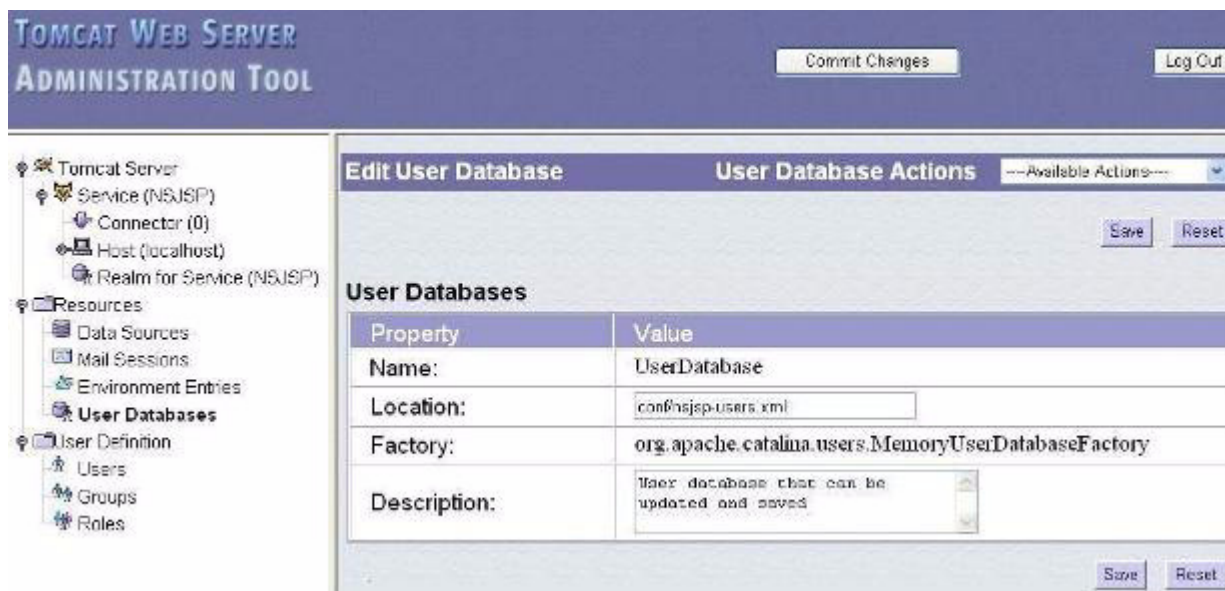 TOMCAT WEB SERVER
ADMINISTRATION TOOL
Commit Changes
Log Out
Tomcat Server
Service (NSJSP)
Connector (0)
Host (localhost)
Realm for Service (NSJSP)
Resources
Data Sources
Mail Sessions
Environment Entries
User Databases
User Definition
Users
Groups
Roles
Edit User Database
User Database Actions
----Available Actions----
Save
Reset
User Databases
Property
Value
Name:
UserDatabase
Location:
conf/nsjsp-users.xml
Factory:
org.apache.catalina.users.MemoryUserDatabaseFactory
Description:
User database that can be
updated and saved
Save
Reset